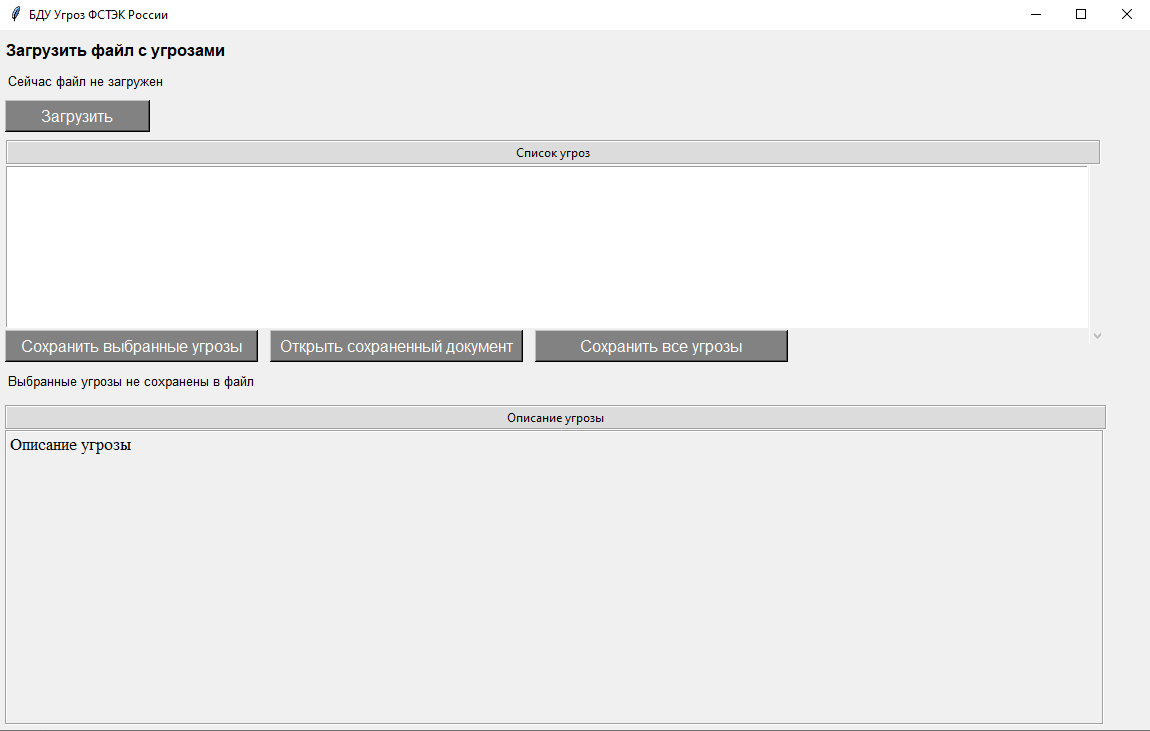 БДУ Угроз ФСТЭК России
Загрузить файл с угрозами
Сейчас файл не загружен
Загрузить
Список угроз
Сохранить выбранные угрозы Открыть сохраненный документ Сохранить все угрозы
Выбранные угрозы не сохранены в файл
Описание угрозы
Описание угрозы